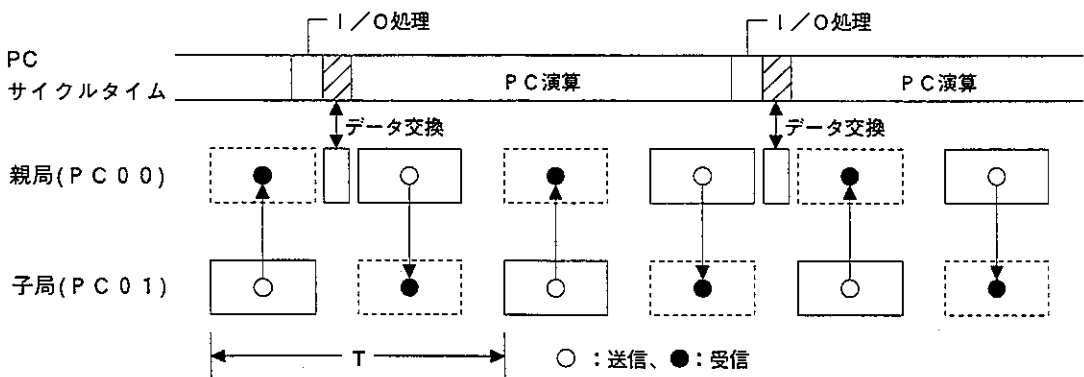 I/O処理
I/O処理
PC
サイクルタイム
PC演算
PC演算
データ交換
データ交換
親局(PC00)
子局(PC01)
T
○：送信、●：受信